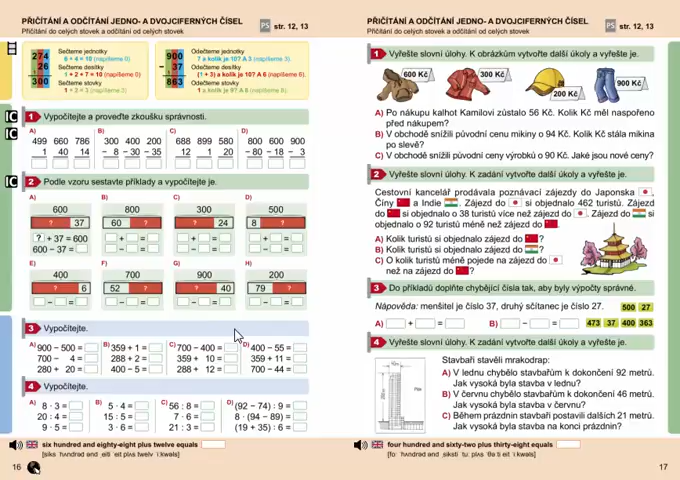 PŘIČÍTÁNÍ A ODČÍTÁNÍ JEDNO- A DVOJCIFERNÝCH ČÍSEL
Přičítání do celých stovek a odčítání od celých stovek
PS str. 12, 13
274
26
300
Sečteme jednotky
6 + 4 = 10 (napíšeme 0)
Sečteme desítky
1 + 2 + 7 = 10 (napíšeme 0)
Sečteme stovky
1 + 2 = 3 (napíšeme 3)
900
- 37
863
Odečteme jednotky
7 a kolik je 10? A 3 (napíšeme 3).
Odečteme desítky
(1 + 3) a kolik je 10? A 6 (napíšeme 6).
Odečteme stovky
1 a kolik je 9? A 8 (napíšeme 8).
1 Vypočítejte a proveďte zkoušku správnosti.
A) B) C) D)
499 660 786 300 400 200 688 899 580 800 600 900
1 40 14 - 8 - 30 - 35 12 1 20 - 80 - 18 - 3
2 Podle vzoru sestavte příklady a vypočítejte je.
A) B) C) D)
600 800 300 500
? 37 60 ? ? 24 8 ?
? + 37 = 600 + = + = + =
600 - 37 = - = - = - =
E) F) G) H)
400 700 900 200
? 6 52 ? ? 40 79 ?
- = - = - = - =
3 Vypočítejte.
A) 900 - 500 = B) 359 + 1 = C) 700 - 400 = D) 400 - 55 =
700 - 4 = 288 + 2 = 359 + 10 = 359 + 11 =
280 + 20 = 400 - 5 = 288 + 12 = 700 - 44 =
4 Vypočítejte.
A) 8 · 3 = B) 5 · 4 = C) 56 : 8 = D) (92 - 74) : 9 =
20 : 4 = 15 : 5 = 7 · 6 = 8 · (94 - 89) =
9 · 5 = 3 · 6 = 21 : 3 = (19 + 35) : 6 =
six hundred and eighty-eight plus twelve equals
16
PŘIČÍTÁNÍ A ODČÍTÁNÍ JEDNO- A DVOJCIFERNÝCH ČÍSEL
Přičítání do celých stovek a odčítání od celých stovek
PS str. 12, 13
1 Vyřešte slovní úlohy. K obrázkům vytvořte další úkoly a vyřešte je.
600 Kč 300 Kč 200 Kč 900 Kč
A) Po nákupu kalhot Kamilovi zůstalo 56 Kč. Kolik Kč měl naspořeno
před nákupem?
B) V obchodě snížili původní cenu mikiny o 94 Kč. Kolik Kč stála mikina
po slevě?
C) V obchodě snížili původní ceny výrobků o 90 Kč. Jaké jsou nové ceny?
2 Vyřešte slovní úlohy. K zadání vytvořte další úkoly a vyřešte je.
Cestovní kancelář prodávala poznávací zájezdy do Japonska .
Číny a Indie . Zájezd do si objednalo 462 turistů. Zájezd
do si objednalo o 38 turistů více než zájezd do . Zájezd do si
objednalo o 92 turistů méně než zájezd do .
A) Kolik turistů si objednalo zájezd do ?
B) Kolik turistů si objednalo zájezd do ?
C) O kolik turistů méně pojede na zájezd do
než na zájezd do ?
3 Do příkladů doplňte chybějící čísla tak, aby byly výpočty správné.
Nápověda: menšitel je číslo 37, druhý sčítanec je číslo 27.
500 27
A) + = B) - =
473 37 400 363
4 Vyřešte slovní úlohy. K zadání vytvořte další úkoly a vyřešte je.
Stavbaři stavěli mrakodrap:
A) V lednu chybělo stavbařům k dokončení 92 metrů.
Jak vysoká byla stavba v lednu?
B) V červnu chybělo stavbařům k dokončení 46 metrů.
Jak vysoká byla stavba v červnu?
C) Během prázdnin stavbaři postavili dalších 21 metrů.
Jak vysoká byla stavba na konci prázdnin?
four hundred and sixty-two plus thirty-eight equals
17